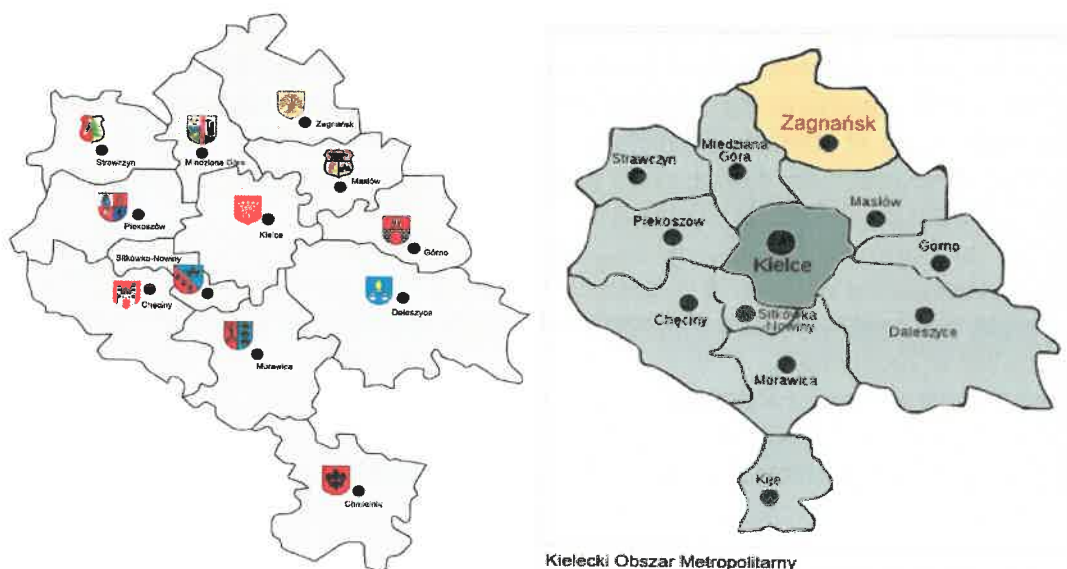 Zagnańsk
Strawczyn
Miedziana Góra
Masłów
Piekoszów
Kielce
Górno
Sitkówka-Nowiny
Chęciny
Daleszyce
Morawica
Chmielnik
Zagnańsk
Miedziana
Góra
Strawczyn
Masłów
Piekoszów
Górno
Kielce
Chęciny
Sitkówka
-Nowiny
Daleszyce
Morawica
Kije
Kielecki Obszar Metropolitarny